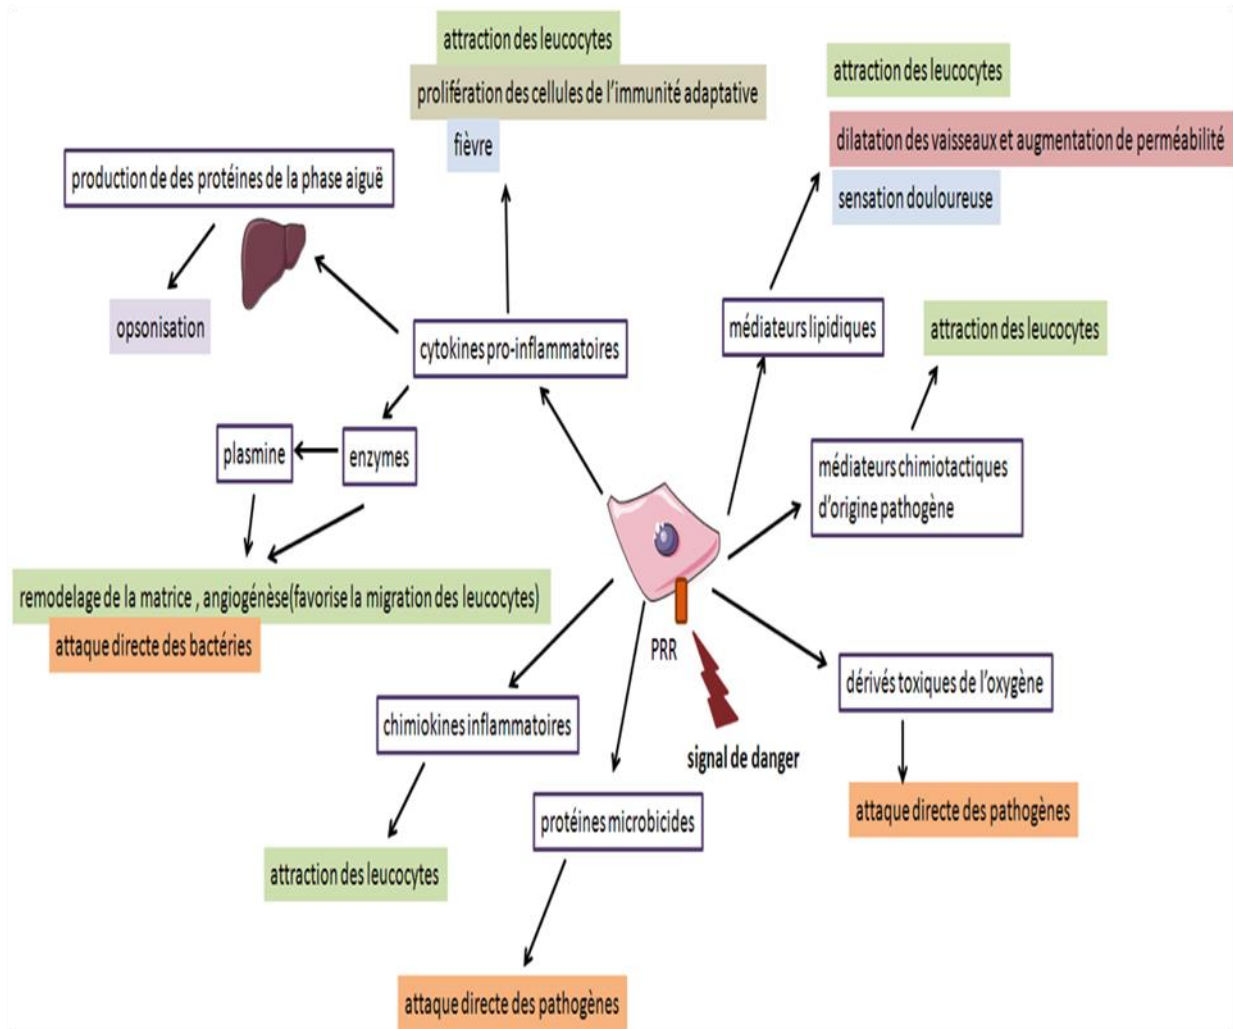 attraction des leucocytes
prolifération des cellules de l'immunité adaptative
fièvre
attraction des leucocytes
dilatation des vaisseaux et augmentation de perméabilité
sensation douloureuse
production de des protéines de la phase aiguë
opsonisation
cytokines pro-inflammatoires
médiateurs lipidiques
attraction des leucocytes
plasmine
enzymes
médiateurs chimiotactiques
d'origine pathogène
remodelage de la matrice , angiogénèse(favorise la migration des leucocytes)
attaque directe des bactéries
PRR
dérivés toxiques de l'oxygène
chimiokines inflammatoires
signal de danger
protéines microbicides
attaque directe des pathogènes
attraction des leucocytes
attaque directe des pathogènes